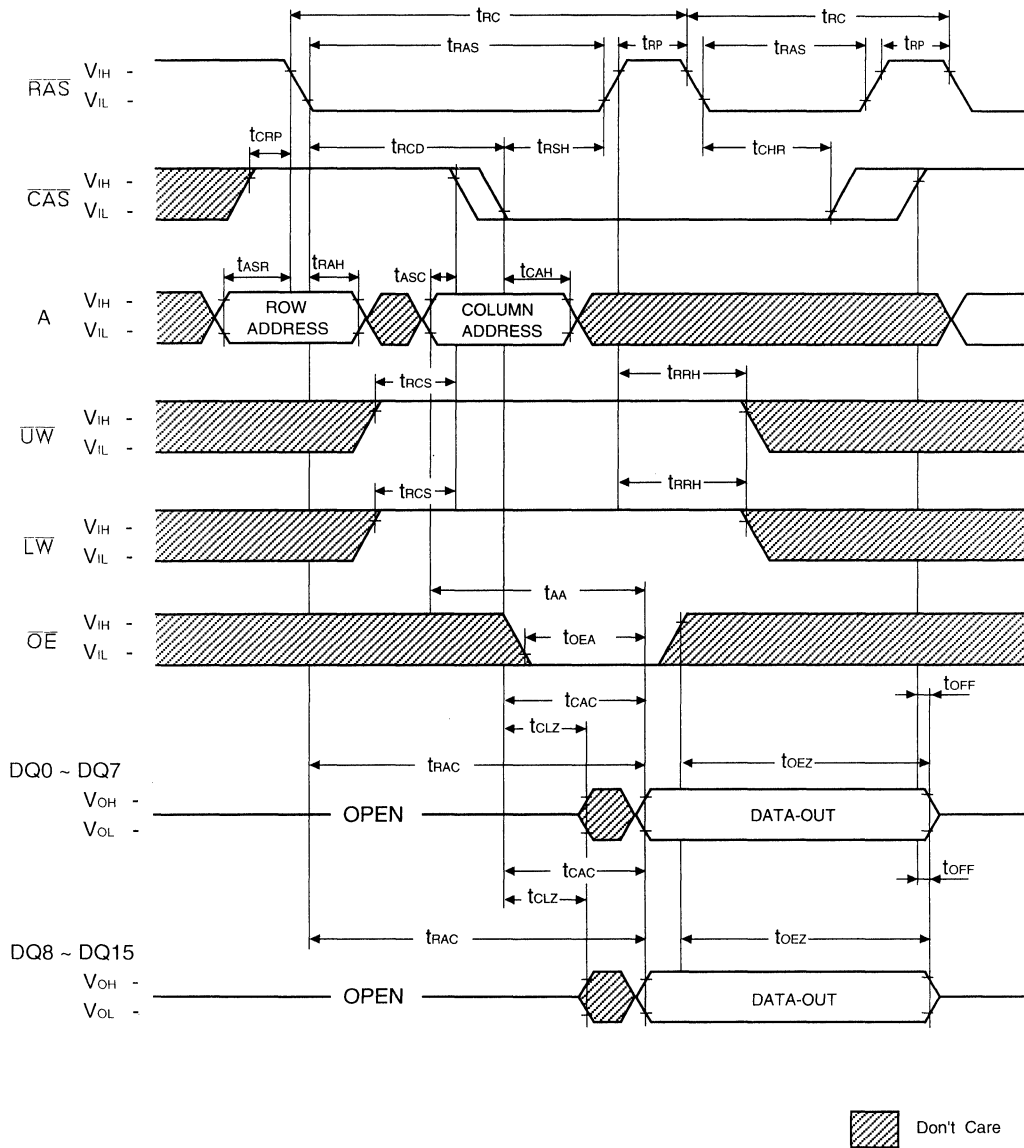 tRC tRC
tRAS tRP tRAS tRP
RAS VIH -
VIL -
tCRP tRCD tRSH tCHR
CAS VIH -
VIL -
tASR tRAH tASC tCAH
A VIH -
VIL -
ROW
ADDRESS
COLUMN
ADDRESS
tRCS tRRH
UW VIH -
VIL -
tRCS tRRH
LW VIH -
VIL -
tAA
OE VIH -
VIL -
tOEA
tCAC tOFF
tCLZ
tRAC tOEZ
DQ0 ~ DQ7
VOH -
VOL -
OPEN DATA-OUT
tCAC tOFF
tCLZ
tRAC tOEZ
DQ8 ~ DQ15
VOH -
VOL -
OPEN DATA-OUT
Don't Care